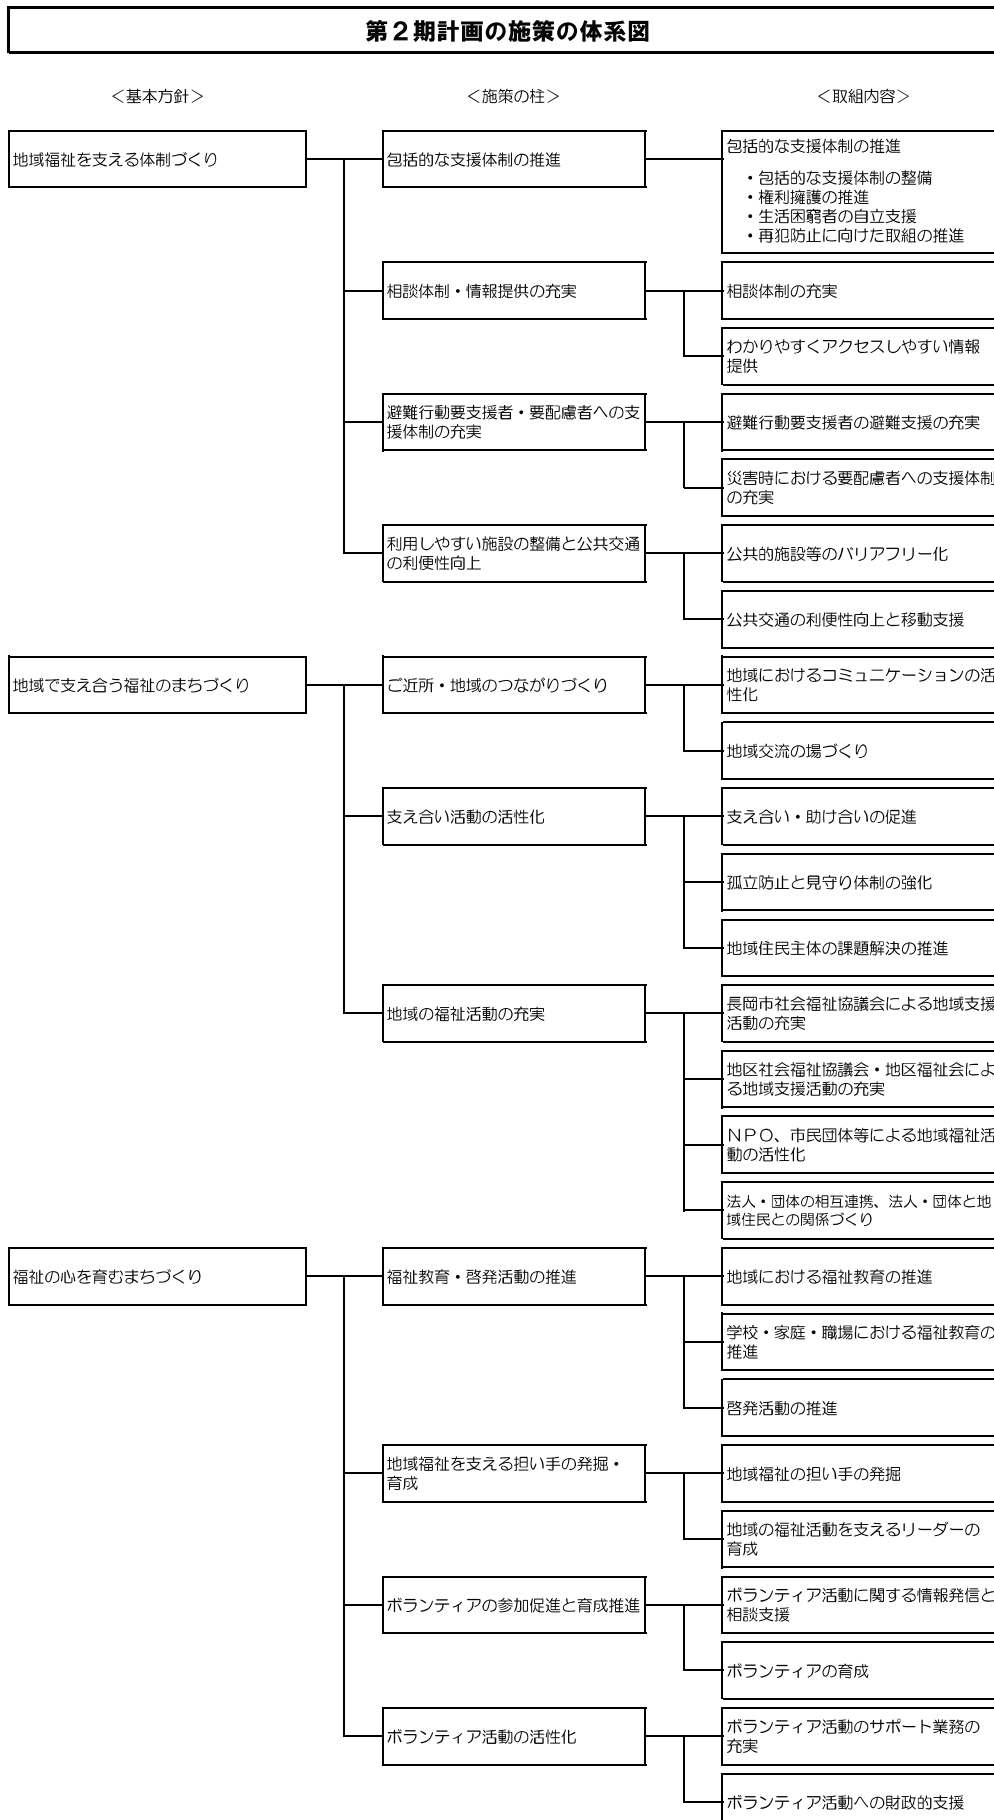 第２期計画の施策の体系図
＜基本方針＞
＜施策の柱＞
＜取組内容＞
地域福祉を支える体制づくり
包括的な支援体制の推進
包括的な支援体制の推進
・包括的な支援体制の整備
・権利擁護の推進
・生活困窮者の自立支援
・再犯防止に向けた取組の推進
相談体制・情報提供の充実
相談体制の充実
わかりやすくアクセスしやすい情報
提供
避難行動要支援者・要配慮者への支
援体制の充実
避難行動要支援者の避難支援の充実
災害時における要配慮者への支援体制
の充実
利用しやすい施設の整備と公共交通
の利便性向上
公共的施設等のバリアフリー化
公共交通の利便性向上と移動支援
地域で支え合う福祉のまちづくり
ご近所・地域のつながりづくり
地域におけるコミュニケーションの活
性化
地域交流の場づくり
支え合い活動の活性化
支え合い・助け合いの促進
孤立防止と見守り体制の強化
地域住民主体の課題解決の推進
地域の福祉活動の充実
長岡市社会福祉協議会による地域支援
活動の充実
地区社会福祉協議会・地区福祉会によ
る地域支援活動の充実
ＮＰＯ、市民団体等による地域福祉活
動の活性化
法人・団体の相互連携、法人・団体と地
域住民との関係づくり
福祉の心を育むまちづくり
福祉教育・啓発活動の推進
地域における福祉教育の推進
学校・家庭・職場における福祉教育の
推進
啓発活動の推進
地域福祉を支える担い手の発掘・
育成
地域福祉の担い手の発掘
地域の福祉活動を支えるリーダーの
育成
ボランティアの参加促進と育成推進
ボランティア活動に関する情報発信と
相談支援
ボランティアの育成
ボランティア活動の活性化
ボランティア活動のサポート業務の
充実
ボランティア活動への財政的支援